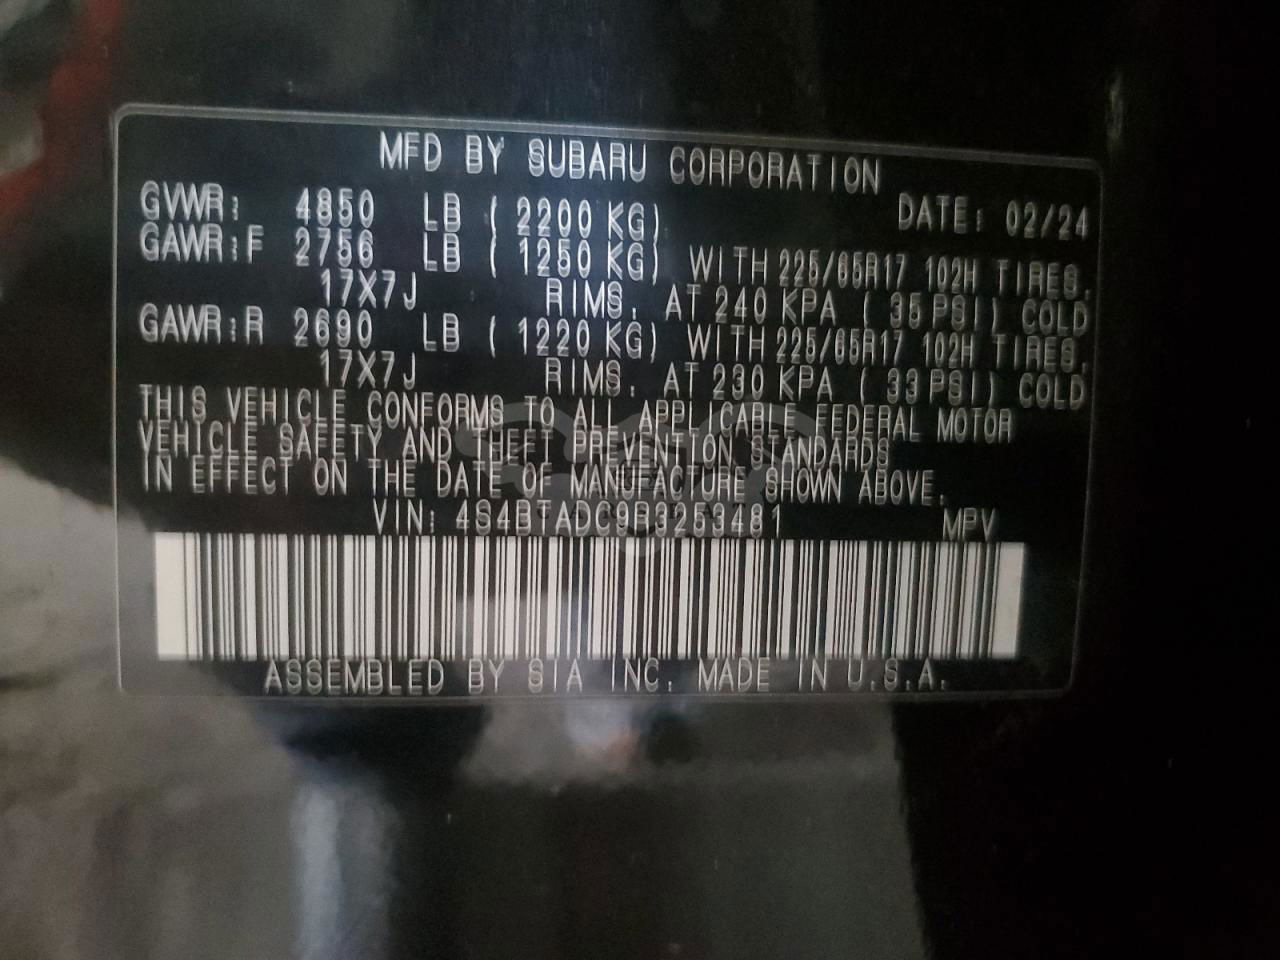 MFD BY SUBARU CORPORATION
GVWR: 4850 LB ( 2200 KG) DATE: 02/24
GAWR:F 2756 LB ( 1250 KG) WITH 225/65R17 102H TIRES,
17X7J RIMS, AT 240 KPA ( 35 PSI) COLD
GAWR:R 2690 LB ( 1220 KG) WITH 225/65R17 102H TIRES,
17X7J RIMS, AT 230 KPA ( 33 PSI) COLD
THIS VEHICLE CONFORMS TO ALL APPLICABLE FEDERAL MOTOR
VEHICLE SAFETY AND THEFT PREVENTION STANDARDS
IN EFFECT ON THE DATE OF MANUFACTURE SHOWN ABOVE.
VIN: 4S4BTADC9R3253481 MPV
ASSEMBLED BY SIA INC. MADE IN U.S.A.